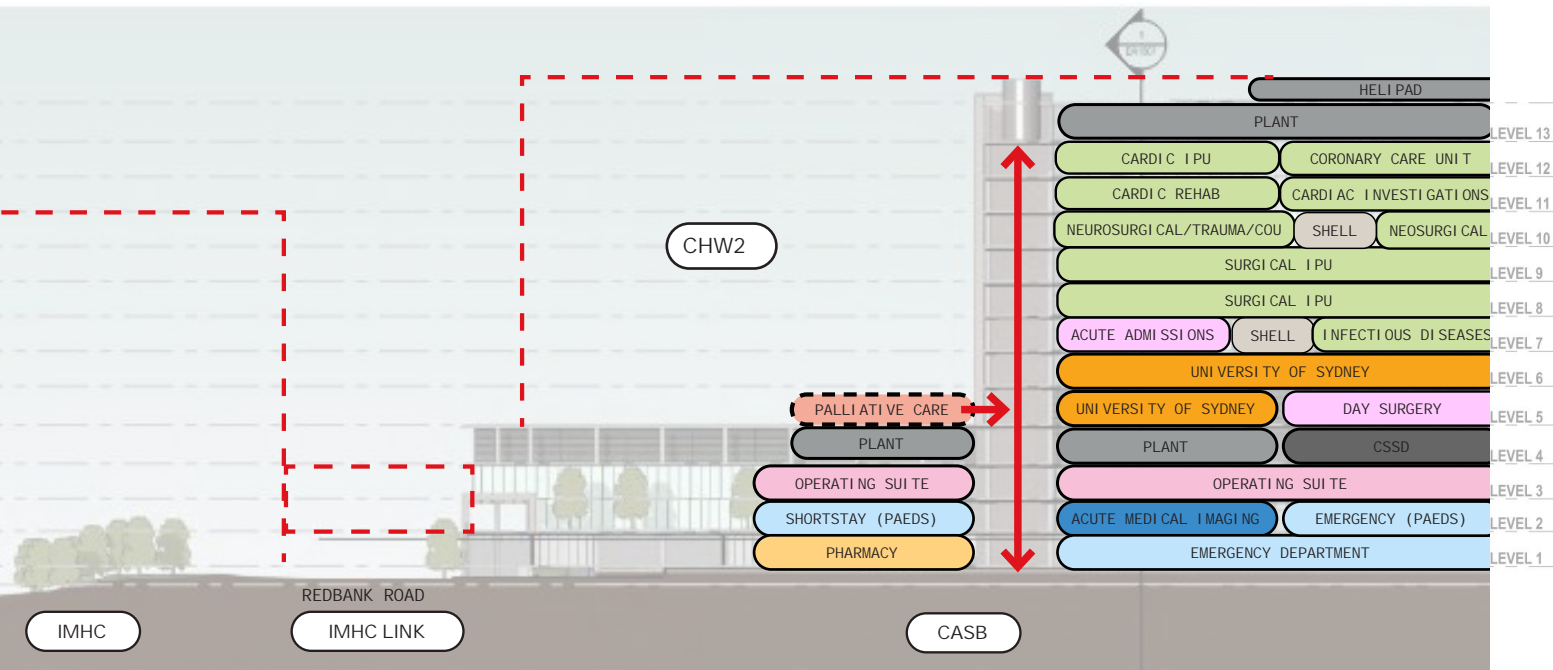 1
HELIPAD
PLANT
LEVEL 13
CARDIC IPU
CORONARY CARE UNIT
LEVEL 12
CARDIC REHAB
CARDIAC INVESTIGATIONS
LEVEL 11
CHW2
NEUROSURGICAL/TRAUMA/COU
SHELL
NEOSURGICAL
LEVEL 10
SURGICAL IPU
LEVEL 9
SURGICAL IPU
LEVEL 8
ACUTE ADMISSIONS
SHELL
INFECTIOUS DISEASES
LEVEL 7
UNIVERSITY OF SYDNEY
LEVEL 6
PALLIATIVE CARE
UNIVERSITY OF SYDNEY
DAY SURGERY
LEVEL 5
PLANT
PLANT
CSSD
LEVEL 4
OPERATING SUITE
OPERATING SUITE
LEVEL 3
SHORTSTAY (PAEDS)
ACUTE MEDICAL IMAGING
EMERGENCY (PAEDS)
LEVEL 2
PHARMACY
EMERGENCY DEPARTMENT
LEVEL 1
REDBANK ROAD
IMHC
IMHC LINK
CASB